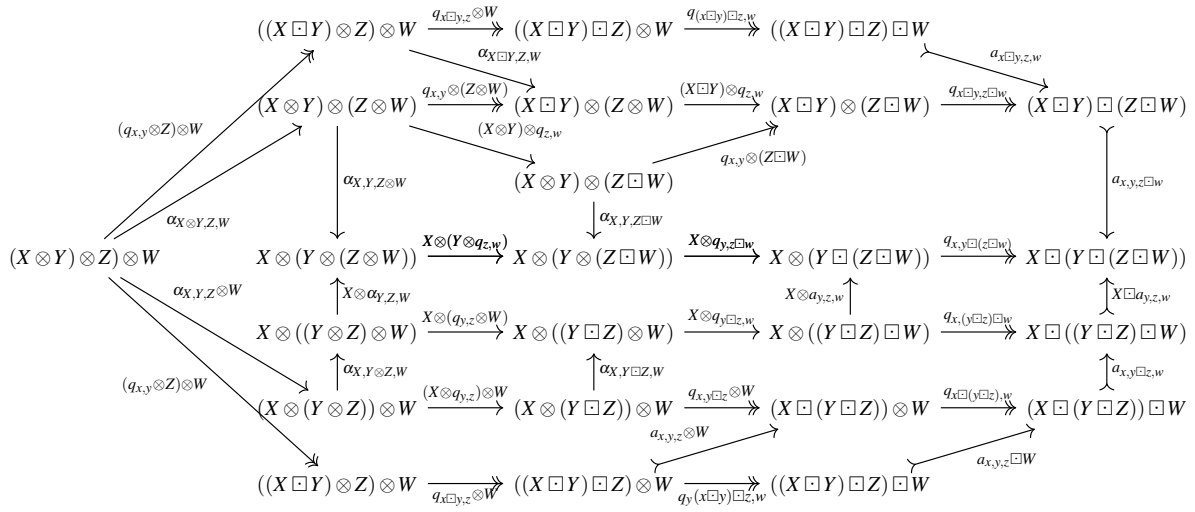 ((X ⊡ Y) ⊗ Z) ⊗ W q_{x⊡y,z}⊗W ((X ⊡ Y) ⊡ Z) ⊗ W q_{(x⊡y)⊡z,w} ((X ⊡ Y) ⊡ Z) ⊡ W
α_{X⊡Y,Z,W} a_{x⊡y,z,w}
(X ⊗ Y) ⊗ (Z ⊗ W) q_{x,y}⊗(Z⊗W) (X ⊡ Y) ⊗ (Z ⊗ W) (X⊡Y)⊗q_{z,w} (X ⊡ Y) ⊗ (Z ⊡ W) q_{x⊡y,z⊡w} (X ⊡ Y) ⊡ (Z ⊡ W)
(q_{x,y}⊗Z)⊗W (X⊗Y)⊗q_{z,w} q_{x,y}⊗(Z⊡W)
α_{X⊗Y,Z,W} α_{X,Y,Z⊗W} (X ⊗ Y) ⊗ (Z ⊡ W) a_{x,y,z⊡w}
α_{X,Y,Z⊡W}
(X ⊗ Y) ⊗ Z) ⊗ W X ⊗ (Y ⊗ (Z ⊗ W)) X⊗(Y⊗q_{z,w}) X ⊗ (Y ⊗ (Z ⊡ W)) X⊗q_{y,z⊡w} X ⊗ (Y ⊡ (Z ⊡ W)) q_{x,y⊡(z⊡w)} X ⊡ (Y ⊡ (Z ⊡ W))
α_{X,Y,Z}⊗W X⊗α_{Y,Z,W} X⊗a_{y,z,w} X⊡a_{y,z,w}
X ⊗ ((Y ⊗ Z) ⊗ W) X⊗(q_{y,z}⊗W) X ⊗ ((Y ⊡ Z) ⊗ W) X⊗q_{y⊡z,w} X ⊗ ((Y ⊡ Z) ⊡ W) q_{x,(y⊡z)⊡w} X ⊡ ((Y ⊡ Z) ⊡ W)
(q_{x,y}⊗Z)⊗W α_{X,Y⊗Z,W} α_{X,Y⊡Z,W} a_{x,y⊡z,w}
(X ⊗ (Y ⊗ Z)) ⊗ W (X⊗q_{y,z})⊗W (X ⊗ (Y ⊡ Z)) ⊗ W q_{x,y⊡z}⊗W (X ⊡ (Y ⊡ Z)) ⊗ W q_{x⊡(y⊡z),w} (X ⊡ (Y ⊡ Z)) ⊡ W
a_{x,y,z}⊗W a_{x,y,z}⊡W
((X ⊡ Y) ⊗ Z) ⊗ W q_{x⊡y,z}⊗W ((X ⊡ Y) ⊡ Z) ⊗ W q_y(x⊡y)⊡z,w ((X ⊡ Y) ⊡ Z) ⊡ W